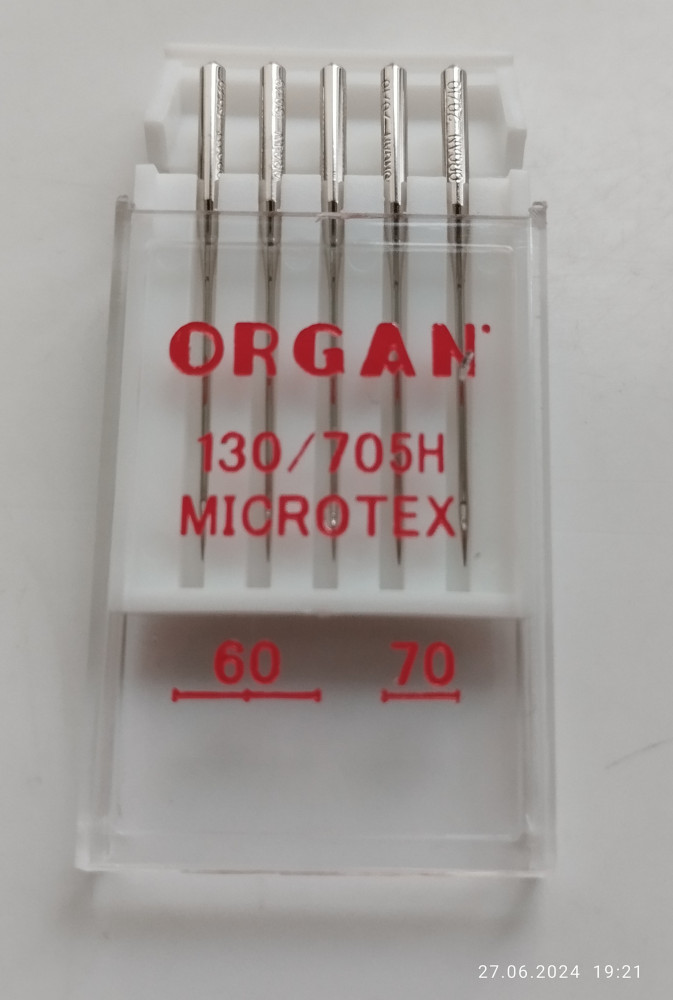 ORGAN
130/705H
MICROTEX
60 70
27.06.2024 19:21